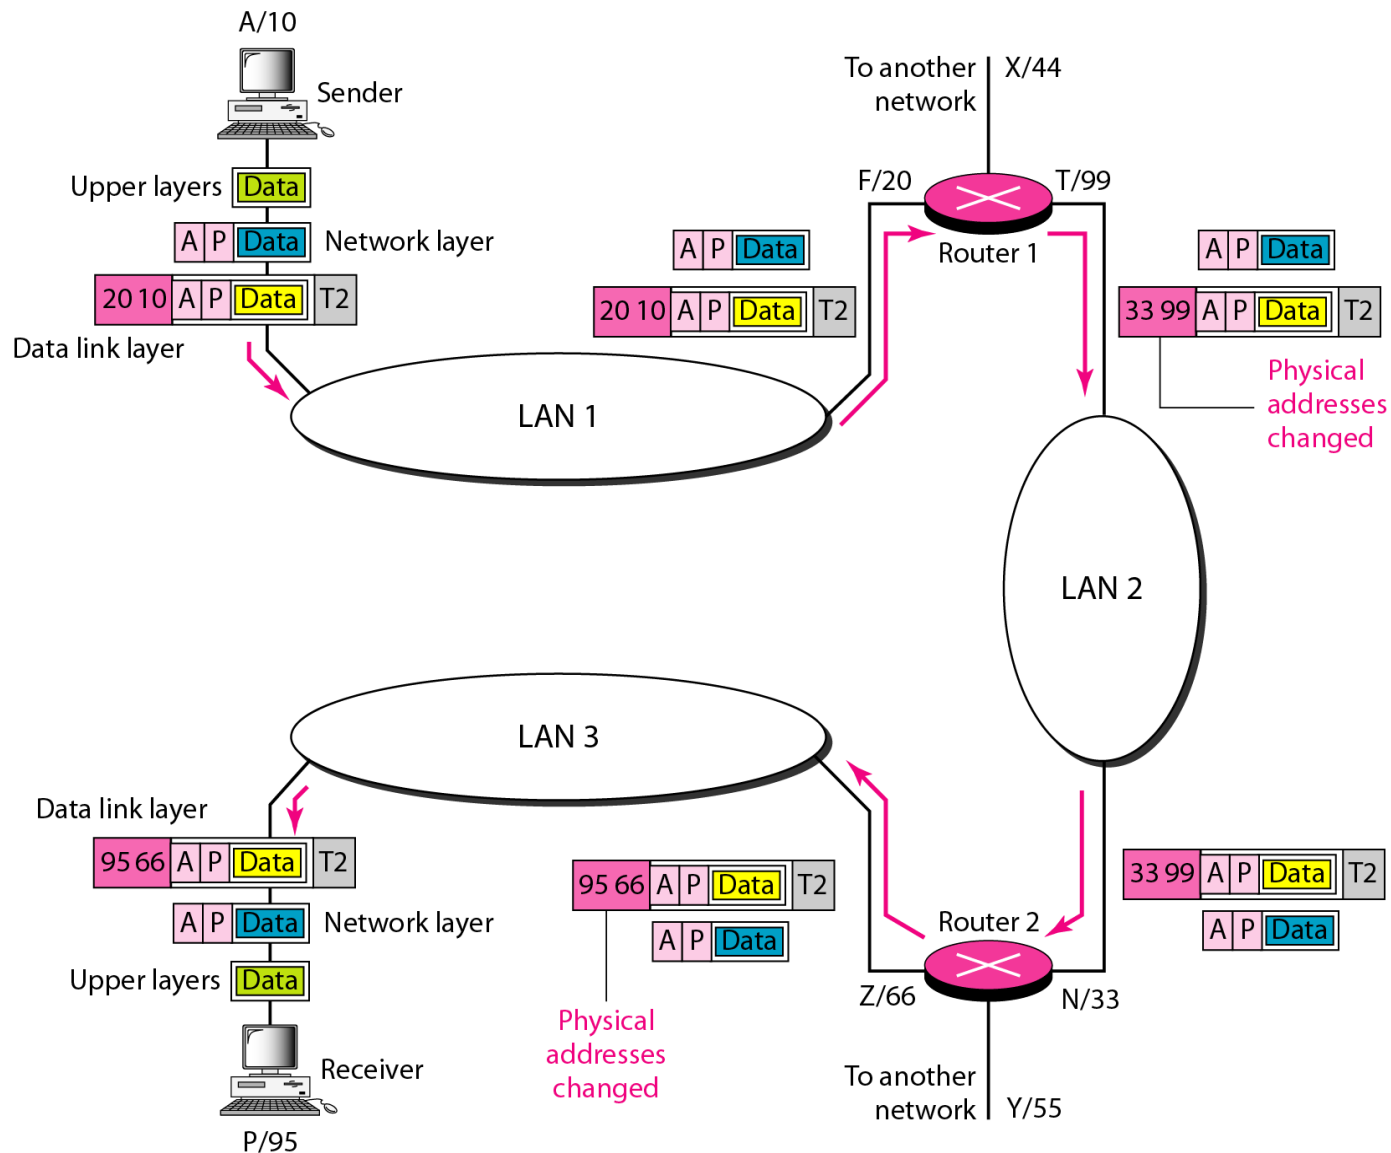 A/10
Sender
Upper layers Data
A P Data Network layer
20 10 A P Data T2
Data link layer
LAN 1
To another
network
X/44
F/20
T/99
Router 1
A P Data
20 10 A P Data T2
A P Data
33 99 A P Data T2
Physical
addresses
changed
LAN 2
33 99 A P Data T2
A P Data
Router 2
Z/66
N/33
To another
network
Y/55
95 66 A P Data T2
A P Data
Physical
addresses
changed
LAN 3
Data link layer
95 66 A P Data T2
A P Data Network layer
Upper layers Data
Receiver
P/95